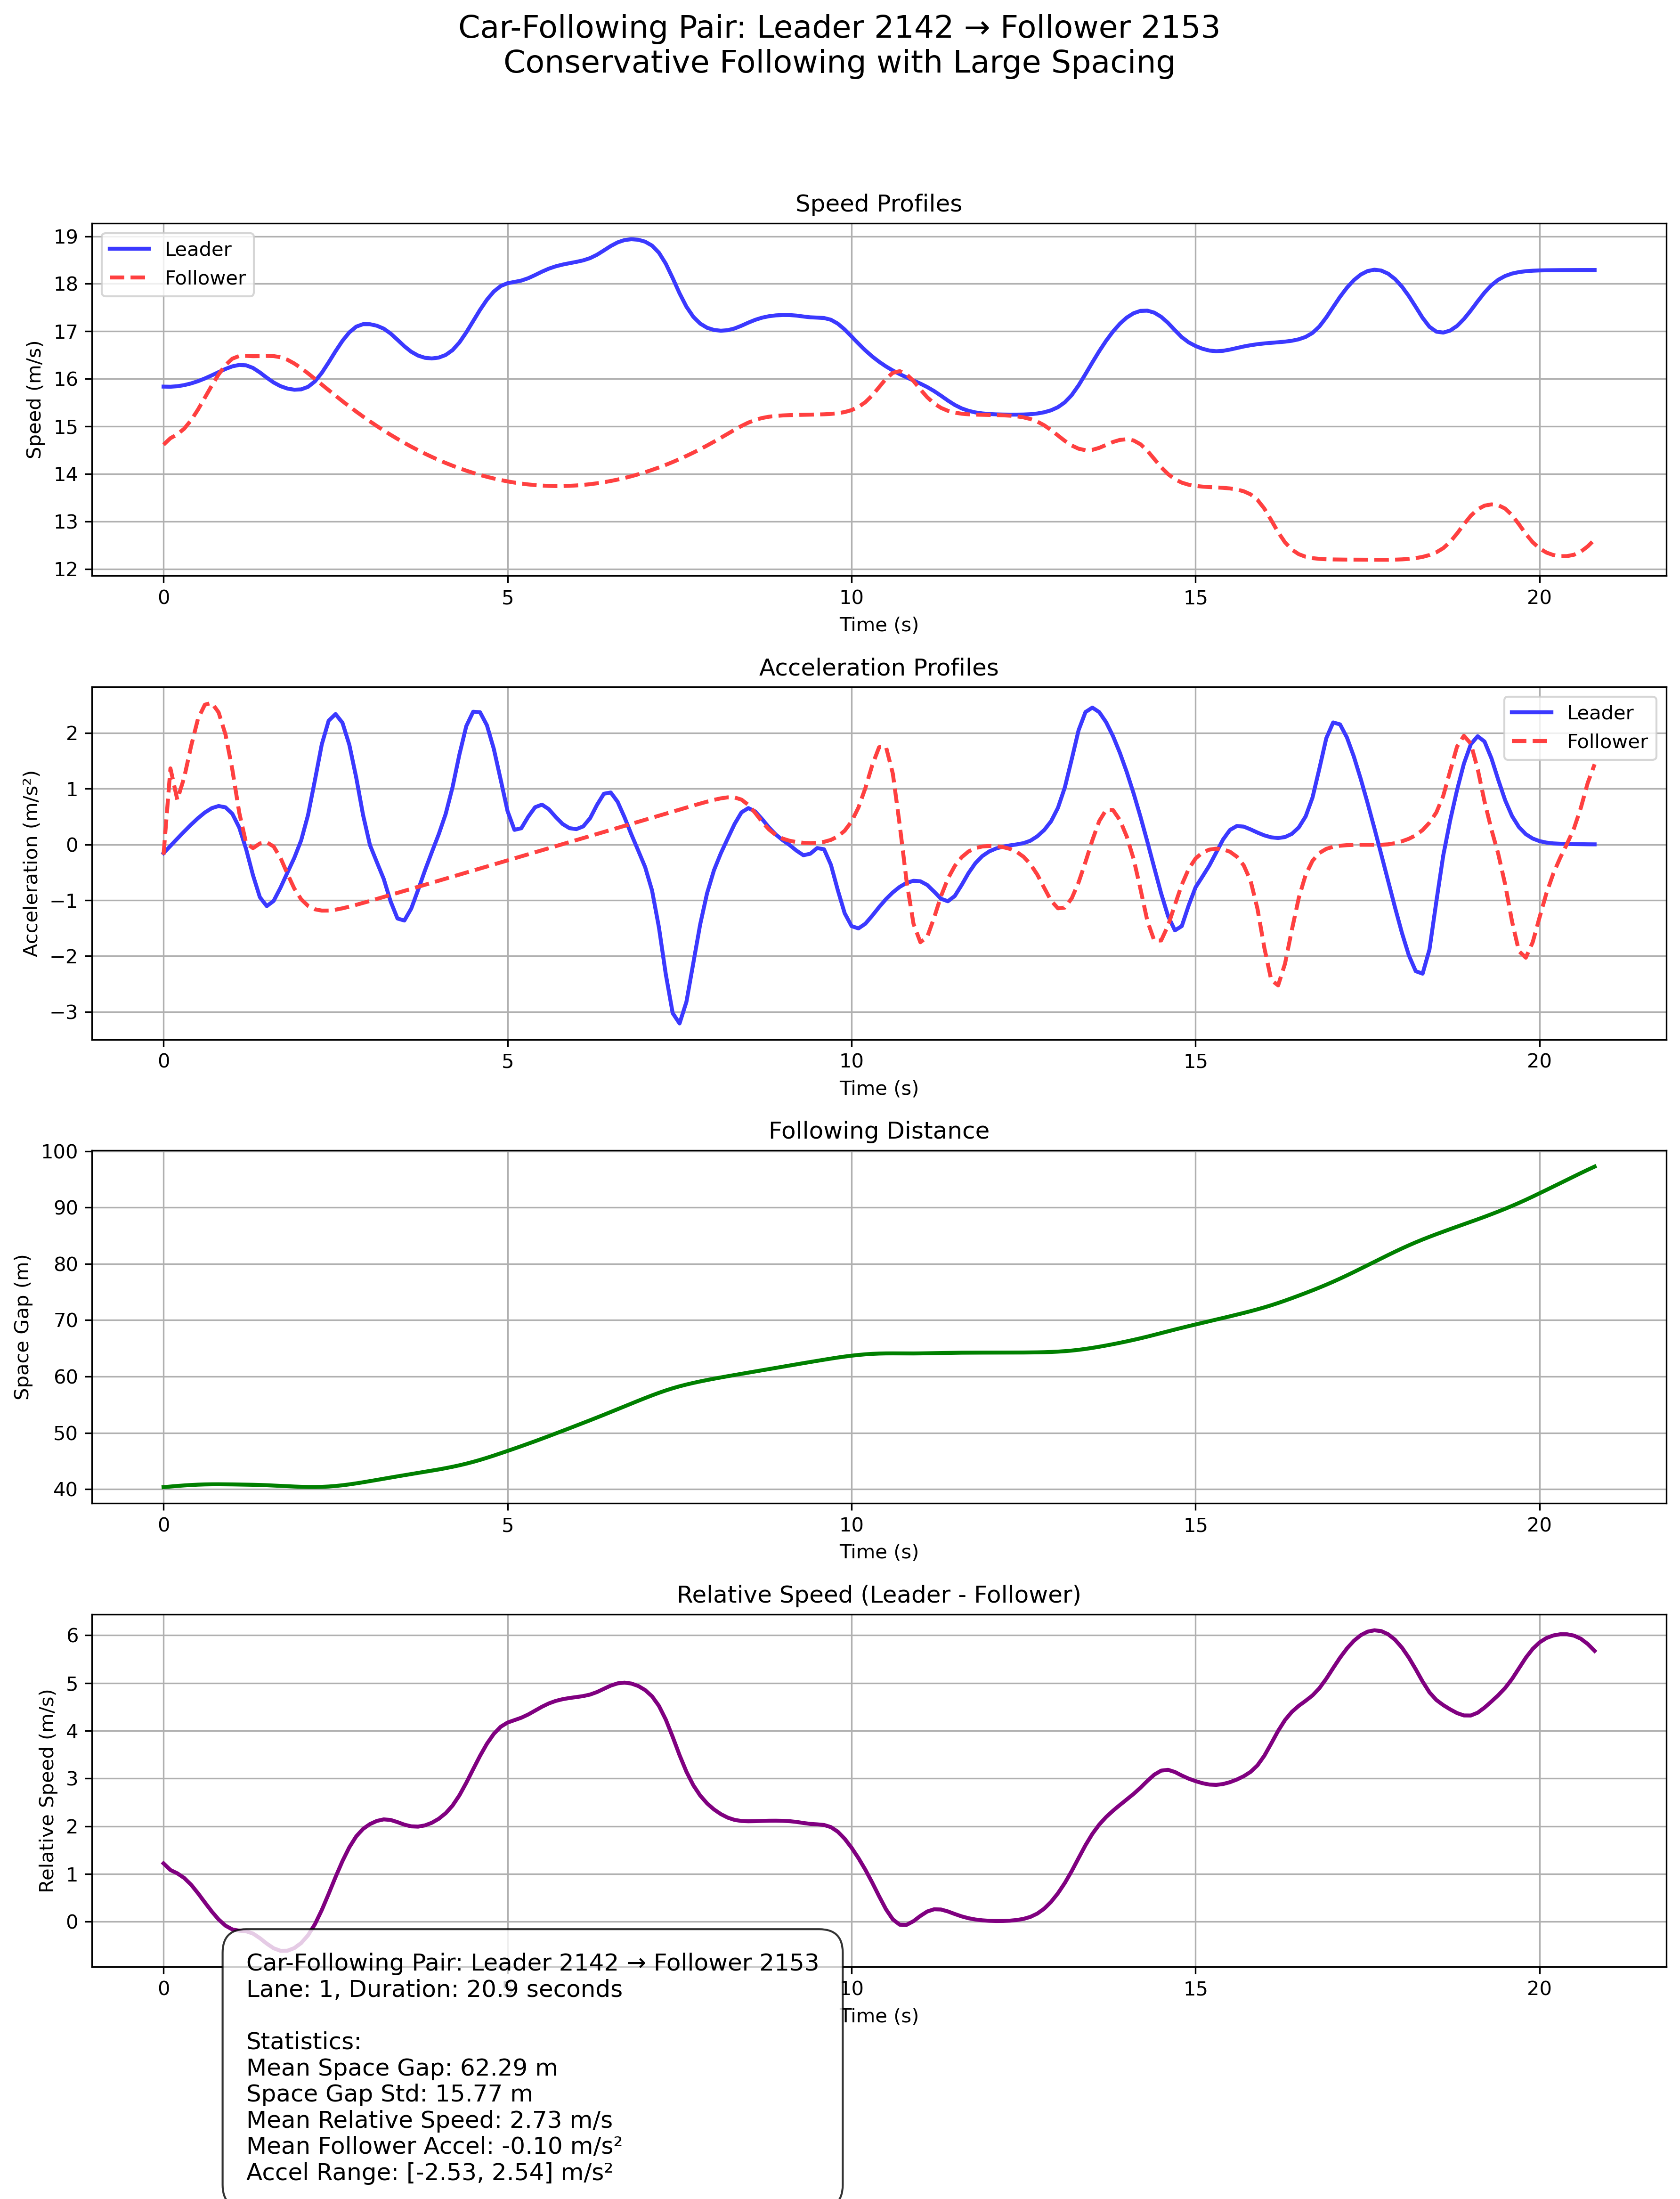 Car-Following Pair: Leader 2142 → Follower 2153
Conservative Following with Large Spacing
Speed Profiles
Leader
Follower
Speed (m/s)
19
18
17
16
15
14
13
12
0 5 10 15 20
Time (s)
Acceleration Profiles
Leader
Follower
Acceleration (m/s²)
2
1
0
−1
−2
−3
0 5 10 15 20
Time (s)
Following Distance
Space Gap (m)
100
90
80
70
60
50
40
0 5 10 15 20
Time (s)
Relative Speed (Leader - Follower)
Relative Speed (m/s)
6
5
4
3
2
1
0
0 10 15 20
Time (s)
Car-Following Pair: Leader 2142 → Follower 2153
Lane: 1, Duration: 20.9 seconds
Statistics:
Mean Space Gap: 62.29 m
Space Gap Std: 15.77 m
Mean Relative Speed: 2.73 m/s
Mean Follower Accel: -0.10 m/s²
Accel Range: [-2.53, 2.54] m/s²